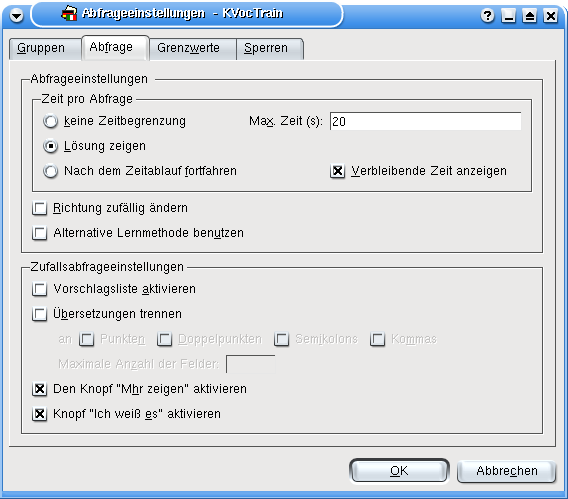 Abfrageeinstellungen - KVocTrain
Gruppen Abfrage Grenzwerte Sperren
Abfrageeinstellungen
Zeit pro Abfrage
keine Zeitbegrenzung Max. Zeit (s): 20
Lösung zeigen
Nach dem Zeitablauf fortfahren Verbleibende Zeit anzeigen
Richtung zufällig ändern
Alternative Lernmethode benutzen
Zufallsabfrageeinstellungen
Vorschlagsliste aktivieren
Übersetzungen trennen
an Punkten Doppelpunkten Semikolons Kommas
Maximale Anzahl der Felder:
Den Knopf "Mhr zeigen" aktivieren
Knopf "Ich weiß es" aktivieren
OK Abbrechen